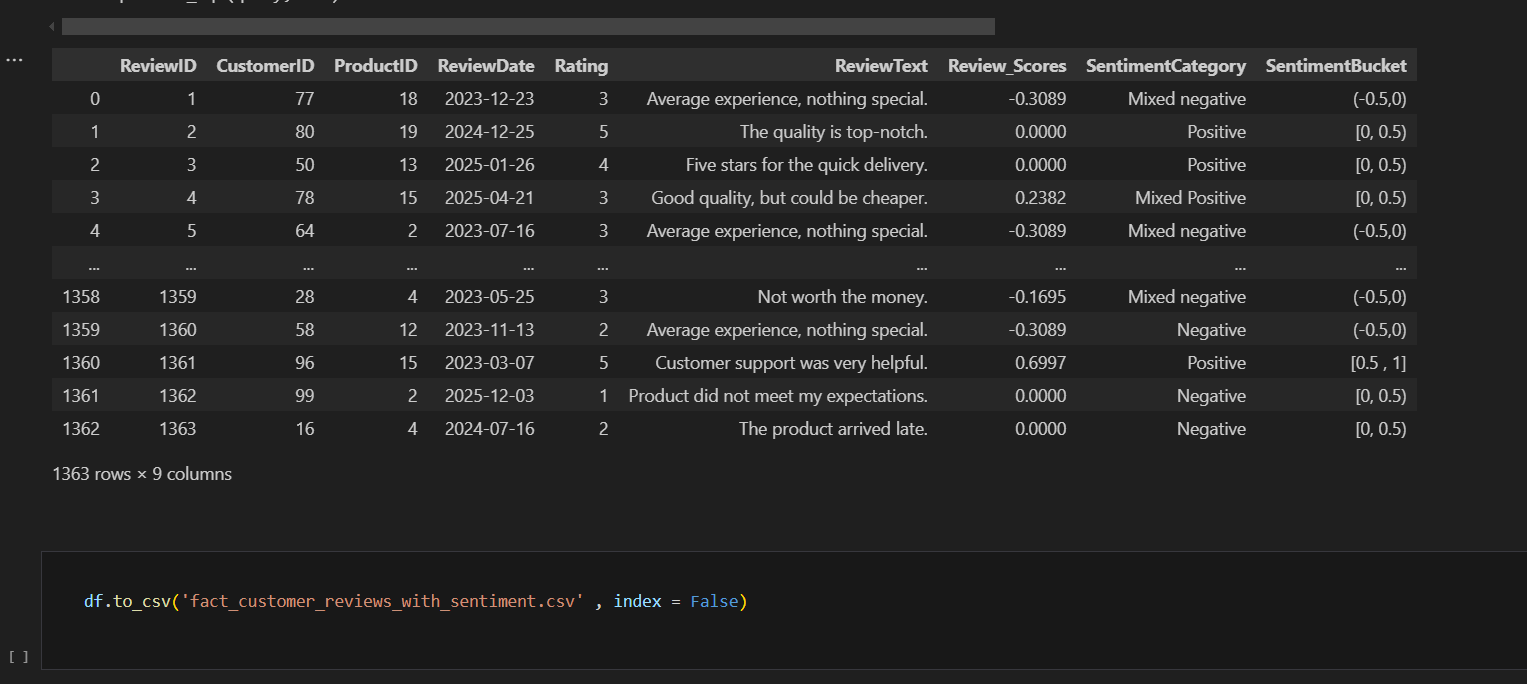 ...
ReviewID CustomerID ProductID ReviewDate Rating ReviewText Review_Scores SentimentCategory SentimentBucket
0 1 77 18 2023-12-23 3 Average experience, nothing special. -0.3089 Mixed negative (-0.5,0)
1 2 80 19 2024-12-25 5 The quality is top-notch. 0.0000 Positive [0, 0.5)
2 3 50 13 2025-01-26 4 Five stars for the quick delivery. 0.0000 Positive [0, 0.5)
3 4 78 15 2025-04-21 3 Good quality, but could be cheaper. 0.2382 Mixed Positive [0, 0.5)
4 5 64 2 2023-07-16 3 Average experience, nothing special. -0.3089 Mixed negative (-0.5,0)
... ... ... ... ... ... ... ... ... ...
1358 1359 28 4 2023-05-25 3 Not worth the money. -0.1695 Mixed negative (-0.5,0)
1359 1360 58 12 2023-11-13 2 Average experience, nothing special. -0.3089 Negative (-0.5,0)
1360 1361 96 15 2023-03-07 5 Customer support was very helpful. 0.6997 Positive [0.5 , 1]
1361 1362 99 2 2025-12-03 1 Product did not meet my expectations. 0.0000 Negative [0, 0.5)
1362 1363 16 4 2024-07-16 2 The product arrived late. 0.0000 Negative [0, 0.5)
1363 rows × 9 columns
df.to_csv('fact_customer_reviews_with_sentiment.csv' , index = False)
[ ]